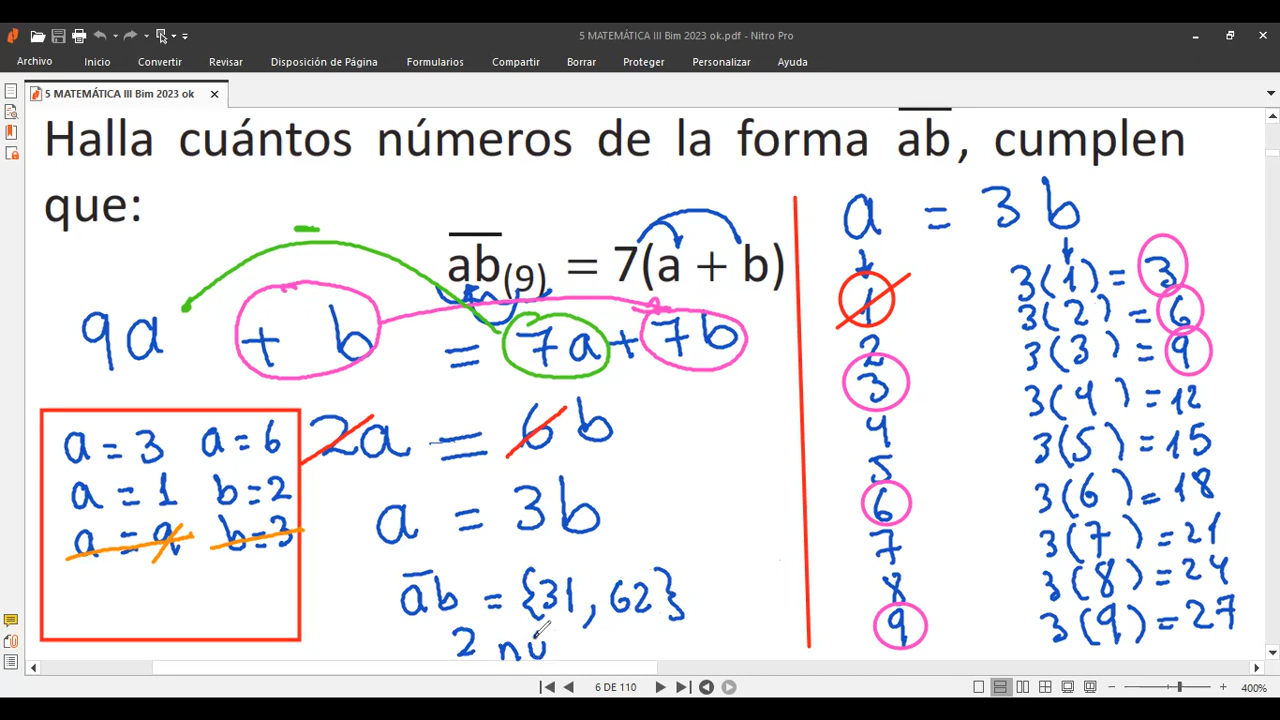 5 MATEMÁTICA III Bim 2023 ok.pdf - Nitro Pro
Archivo Inicio Convertir Revisar Disposición de Página Formularios Compartir Borrar Proteger Personalizar Ayuda
5 MATEMÁTICA III Bim 2023 ok
Halla cuántos números de la forma ab, cumplen
que:
ab(9) = 7(a + b)
9a + b = 7a + 7b
2a = 6b
a = 3b
ab = {31, 62}
2 nú
a = 3 a = 6
a = 1 b = 2
a = 9 b = 3
a = 3b
1 3(1) = 3
2 3(2) = 6
3 3(3) = 9
4 3(4) = 12
5 3(5) = 15
6 3(6) = 18
7 3(7) = 21
8 3(8) = 24
9 3(9) = 27
6 DE 110
400%